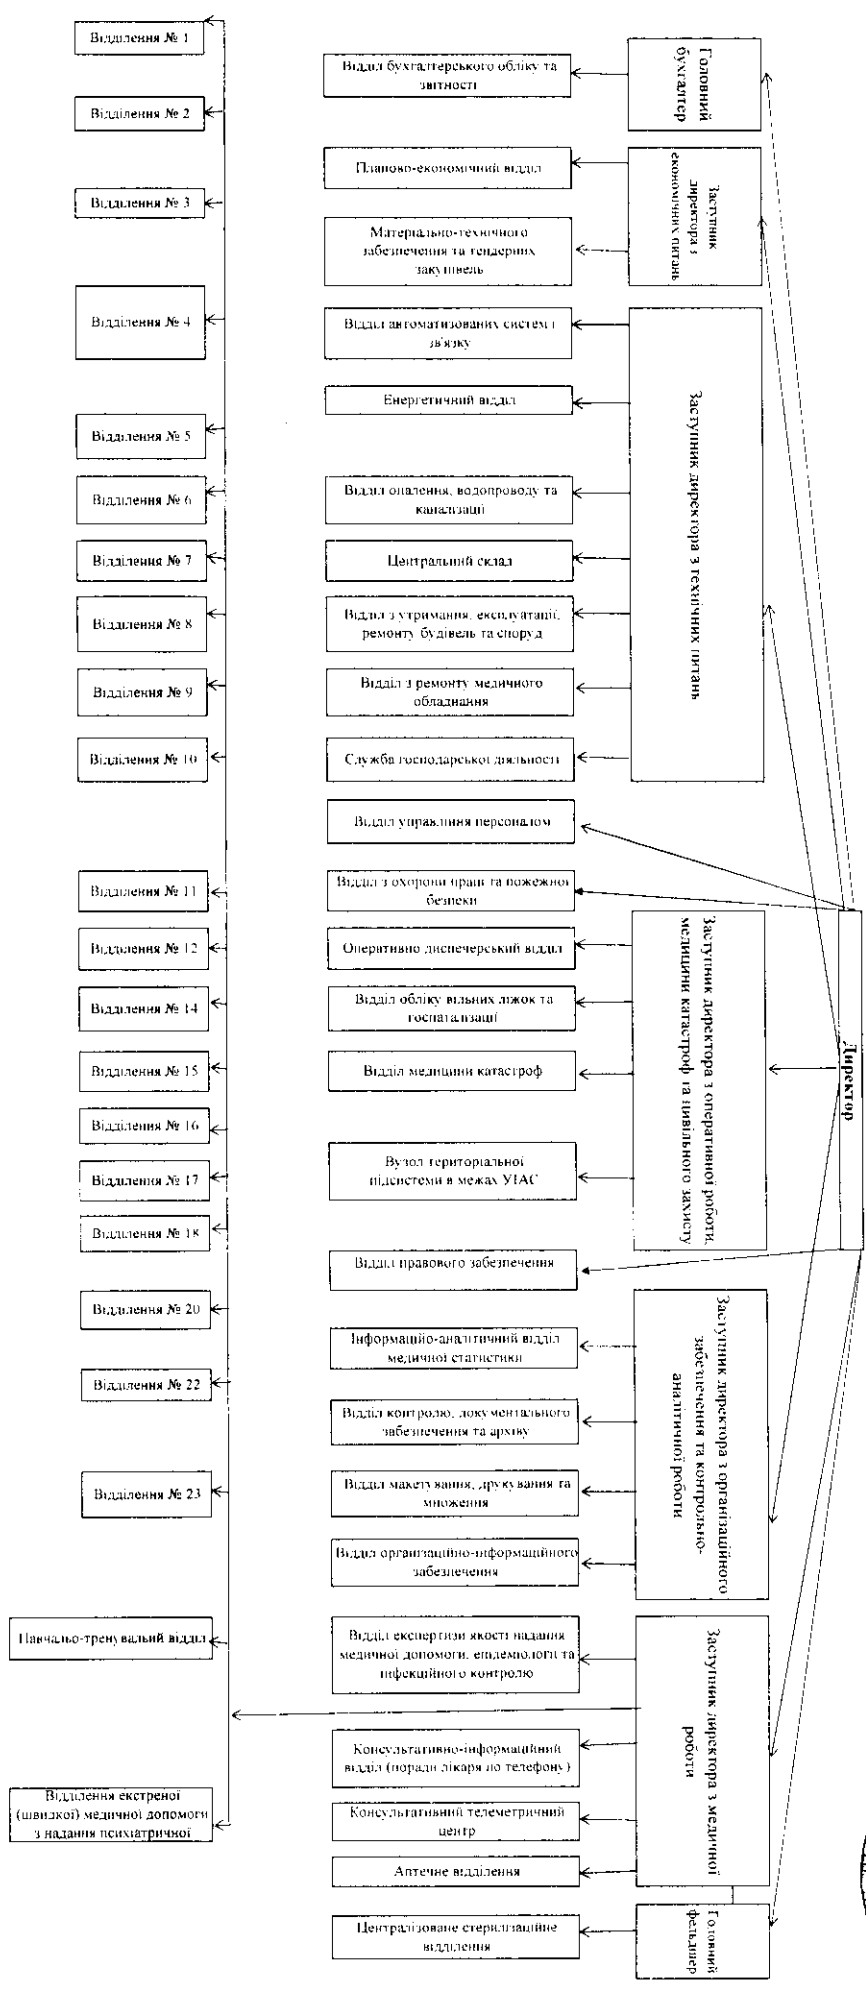 Директор
Головний
бухгалтер
Відділ бухгалтерського обліку та
звітності
Заступник
директора з
економічних питань
Планово-економічний відділ
Матеріально-технічного
забезпечення та тендерних
закупівель
Заступник директора з технічних питань
Відділ автоматизованих систем і
зв'язку
Енергетичний відділ
Відділ опалення, водопроводу та
каналізації
Центральний склад
Відділ з утримання, експлуатації,
ремонту будівель та споруд
Відділ з ремонту медичного
обладнання
Служба господарської діяльності
Відділ управління персоналом
Відділ з охорони праці та пожежної
безпеки
Заступник директора з оперативної роботи,
медицини катастроф та цивільного захисту
Оперативно диспечерський відділ
Відділ обліку вільних ліжок та
госпіталізації
Відділ медицини катастроф
Вузол територіальної
підсистеми в межах УІАС
Відділ правового забезпечення
Заступник директора з організаційного
забезпечення та контрольно-
аналітичної роботи
Інформаційо-аналітичний відділ
медичної статистики
Відділ контролю, документального
забезпечення та архіву
Відділ макетування, друкування та
множення
Відділ організаційно-інформаційного
забезпечення
Заступник директора з медичної
роботи
Відділ експертизи якості надання
медичної допомоги, епідеміології та
інфекційного контролю
Консультативно-інформаційний
відділ (поради лікаря по телефону)
Консультативний телеметричний
центр
Аптечне відділення
Головний
фельдшер
Централізоване стерилізаційне
відділення
Відділення № 1
Відділення № 2
Відділення № 3
Відділення № 4
Відділення № 5
Відділення № 6
Відділення № 7
Відділення № 8
Відділення № 9
Відділення № 10
Відділення № 11
Відділення № 12
Відділення № 14
Відділення № 15
Відділення № 16
Відділення № 17
Відділення № 18
Відділення № 20
Відділення № 22
Відділення № 23
Навчальо-тренувальий відділ
Відділення екстреної
(швидкої) медичної допомоги
з надання психіатричної